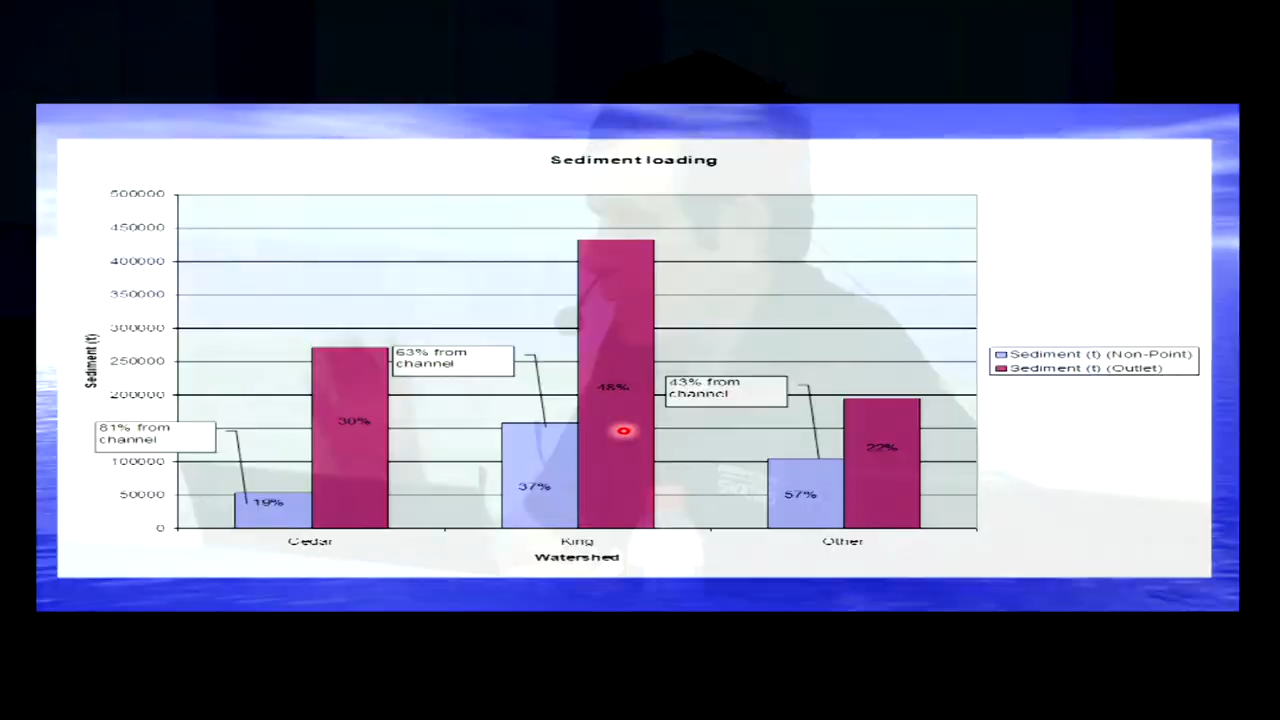 Sediment loading
500000
450000
400000
350000
300000
250000
200000
100000
50000
0
Sediment (t)
81% from
channel
19%
30%
63% from
channel
37%
48%
43% from
channel
57%
22%
Cedar
King
Other
Watershed
Sediment (t) (Non-Point)
Sediment (t) (Outlet)